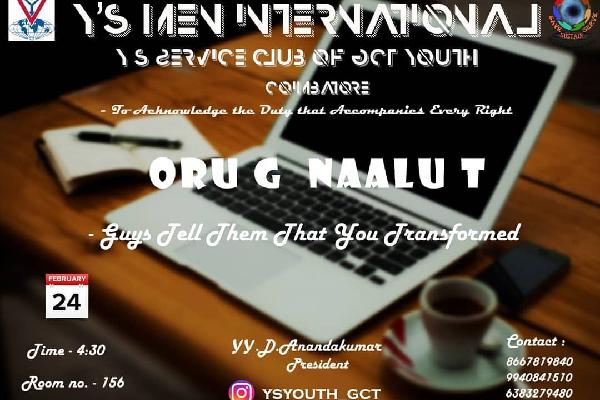 Y'S MEN INTERNATIONAL
Y S SERVICE CLUB OF GCT YOUTH
COIMBATORE
- To Acknowledge the Duty that Accompanies Every Right
ORU G NAALU T
- Guys Tell Them That You Transformed
FEBRUARY
24
Time - 4:30
Room no. - 156
YY.D.Anandakumar
President
YSYOUTH_GCT
Contact :
8667819840
9940841510
6383279480